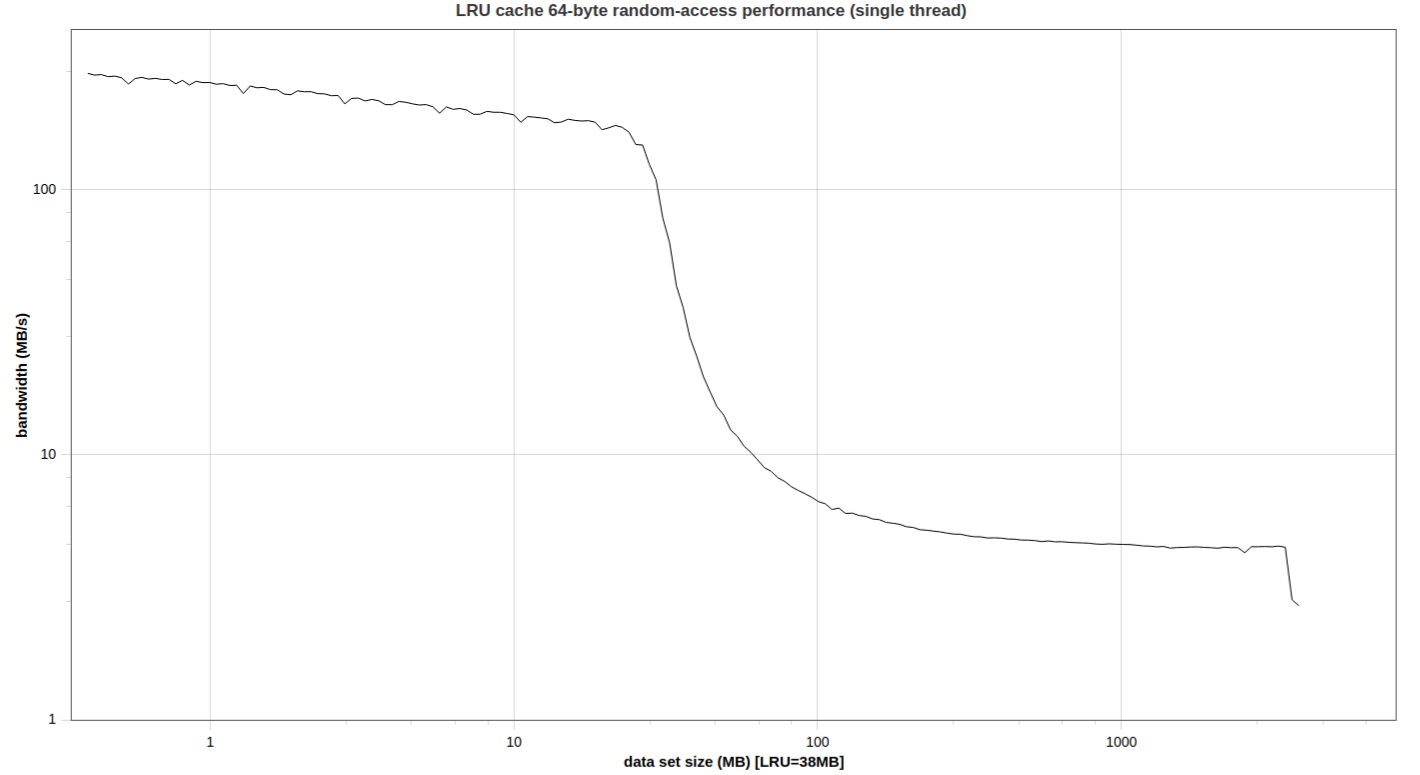 LRU cache 64-byte random-access performance (single thread)
100
10
1
bandwidth (MB/s)
1
10
100
1000
data set size (MB) [LRU=38MB]